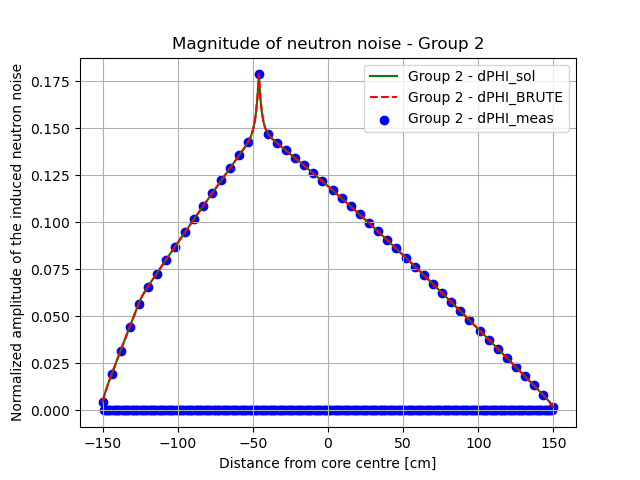 Magnitude of neutron noise - Group 2
Normalized amplitude of the induced neutron noise
0.175
0.150
0.125
0.100
0.075
0.050
0.025
0.000
Group 2 - dPHI_sol
Group 2 - dPHI_BRUTE
Group 2 - dPHI_meas
−150
−100
−50
0
50
100
150
Distance from core centre [cm]